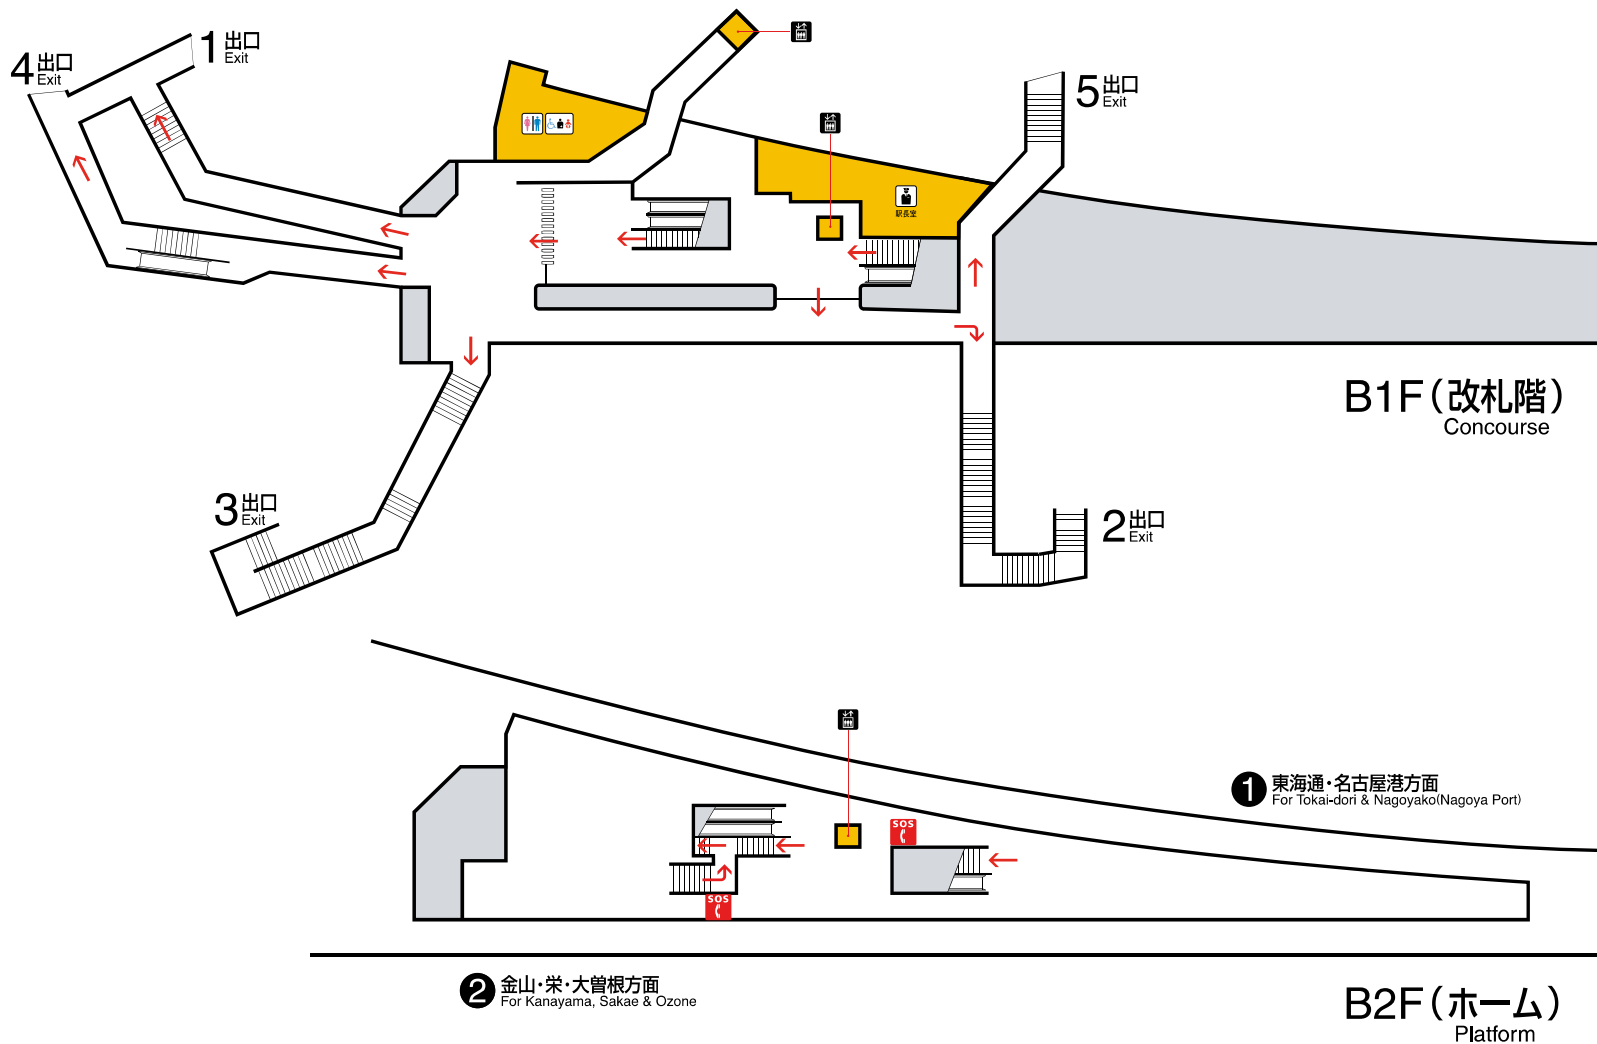 1 出口
Exit
4 出口
Exit
5 出口
Exit
駅長室
B1F(改札階)
Concourse
3 出口
Exit
2 出口
Exit
1 東海通・名古屋港方面
For Tokai-dori & Nagoyako(Nagoya Port)
SOS
SOS
2 金山・栄・大曽根方面
For Kanayama, Sakae & Ozone
B2F(ホーム)
Platform